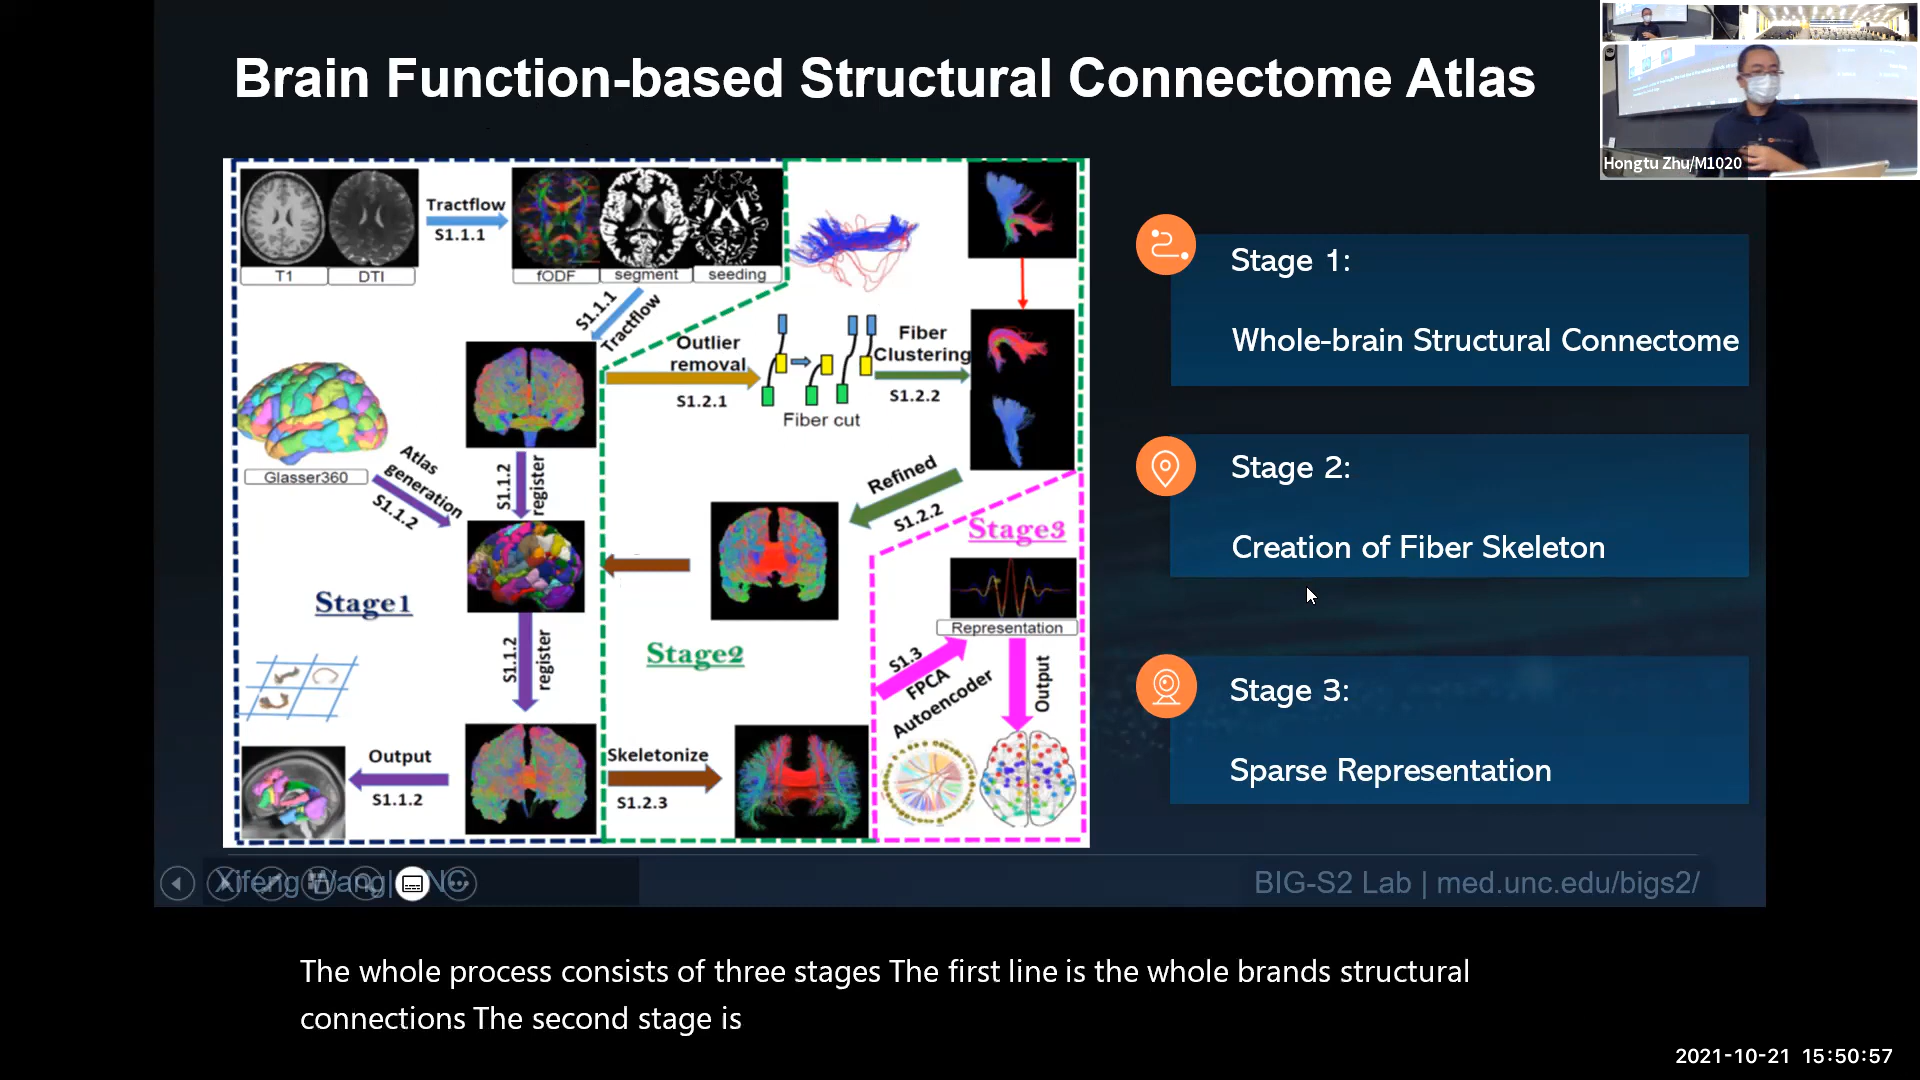 Brain Function-based Structural Connectome Atlas
Hongtu Zhu/M1020
T1
DTI
Tractflow
S1.1.1
fODF
segment
seeding
S1.1.1
Tractflow
Outlier
removal
S1.2.1
Fiber cut
Fiber
Clustering
S1.2.2
Glasser360
Atlas
generation
S1.1.2
S1.1.2
register
Refined
S1.2.2
Stage1
S1.1.2
register
Stage2
Stage3
Representation
S1.3
FPCA
Autoencoder
Output
Output
S1.1.2
Skeletonize
S1.2.3
Stage 1:
Whole-brain Structural Connectome
Stage 2:
Creation of Fiber Skeleton
Stage 3:
Sparse Representation
Xifeng Wang| UNC
BIG-S2 Lab | med.unc.edu/bigs2/
The whole process consists of three stages The first line is the whole brands structural
connections The second stage is
2021-10-21 15:50:57